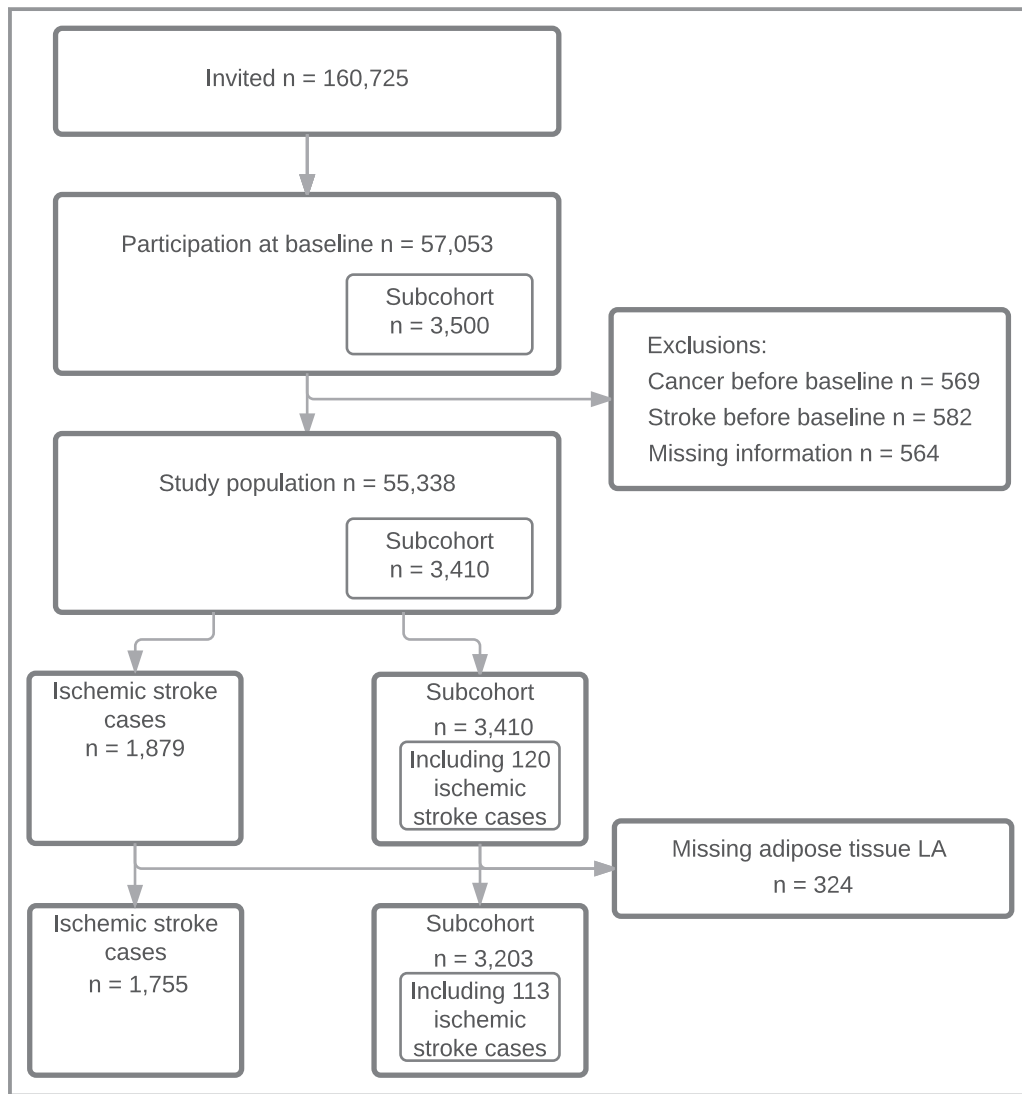 Invited n = 160,725
Participation at baseline n = 57,053
Subcohort
n = 3,500
Exclusions:
Cancer before baseline n = 569
Stroke before baseline n = 582
Missing information n = 564
Study population n = 55,338
Subcohort
n = 3,410
Ischemic stroke
cases
n = 1,879
Subcohort
n = 3,410
Including 120
ischemic
stroke cases
Missing adipose tissue LA
n = 324
Ischemic stroke
cases
n = 1,755
Subcohort
n = 3,203
Including 113
ischemic
stroke cases